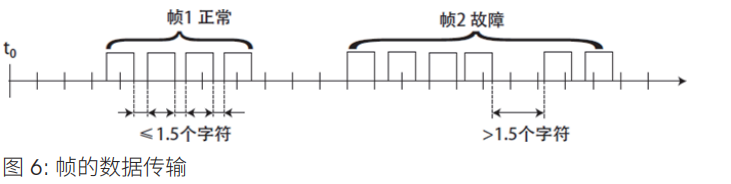 帧1 正常
帧2 故障
t0
≤1.5个字符
>1.5个字符
图 6: 帧的数据传输